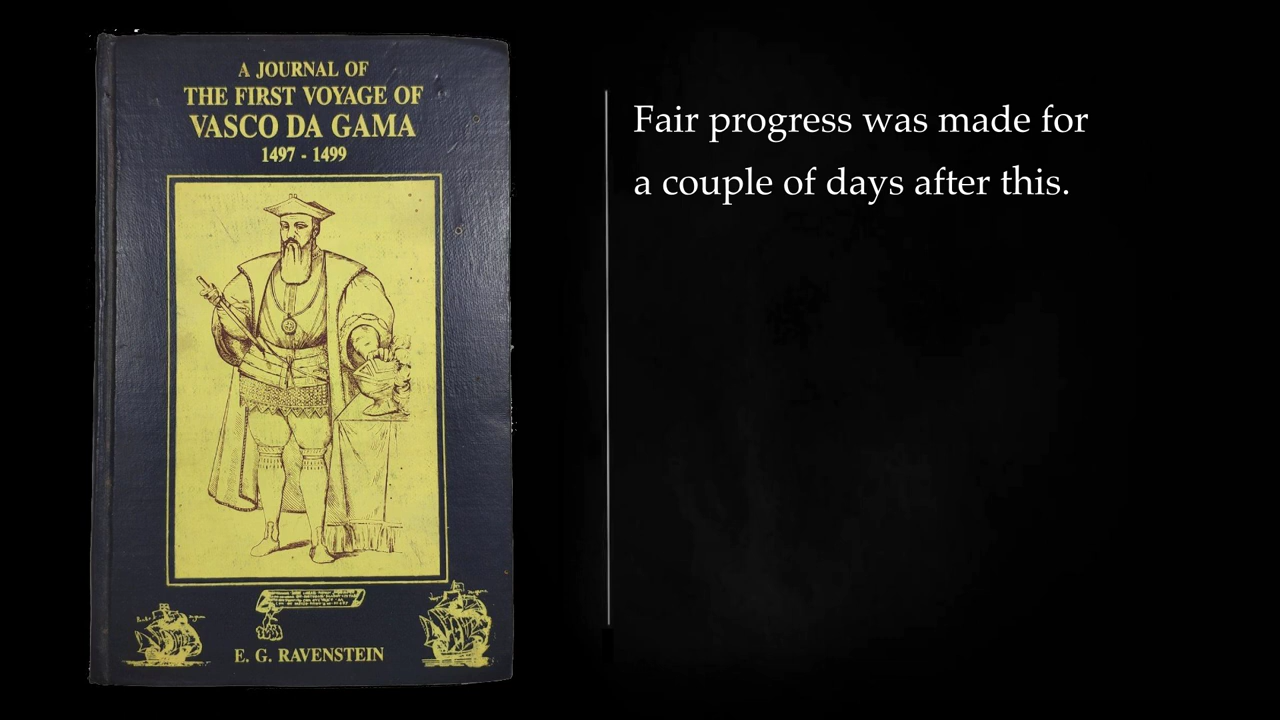 A JOURNAL OF
THE FIRST VOYAGE OF
VASCO DA GAMA
1497 - 1499
E. G. RAVENSTEIN
Fair progress was made for
a couple of days after this.